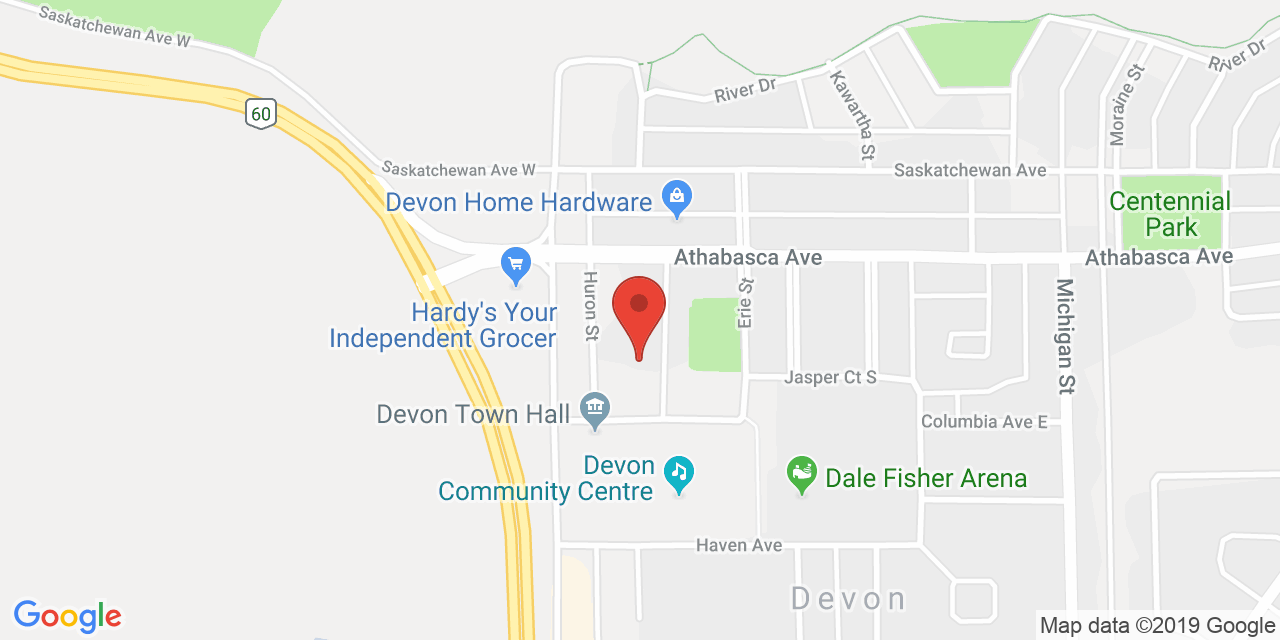 Saskatchewan Ave W
60
River Dr
River Dr
Kawartha St
Moraine St
Saskatchewan Ave W
Saskatchewan Ave
Devon Home Hardware
Centennial
Park
Athabasca Ave
Athabasca Ave
Huron St
Erie St
Michigan St
Hardy's Your
Independent Grocer
Jasper Ct S
Devon Town Hall
Columbia Ave E
Devon
Community Centre
Dale Fisher Arena
Haven Ave
Devon
Google
Map data ©2019 Google